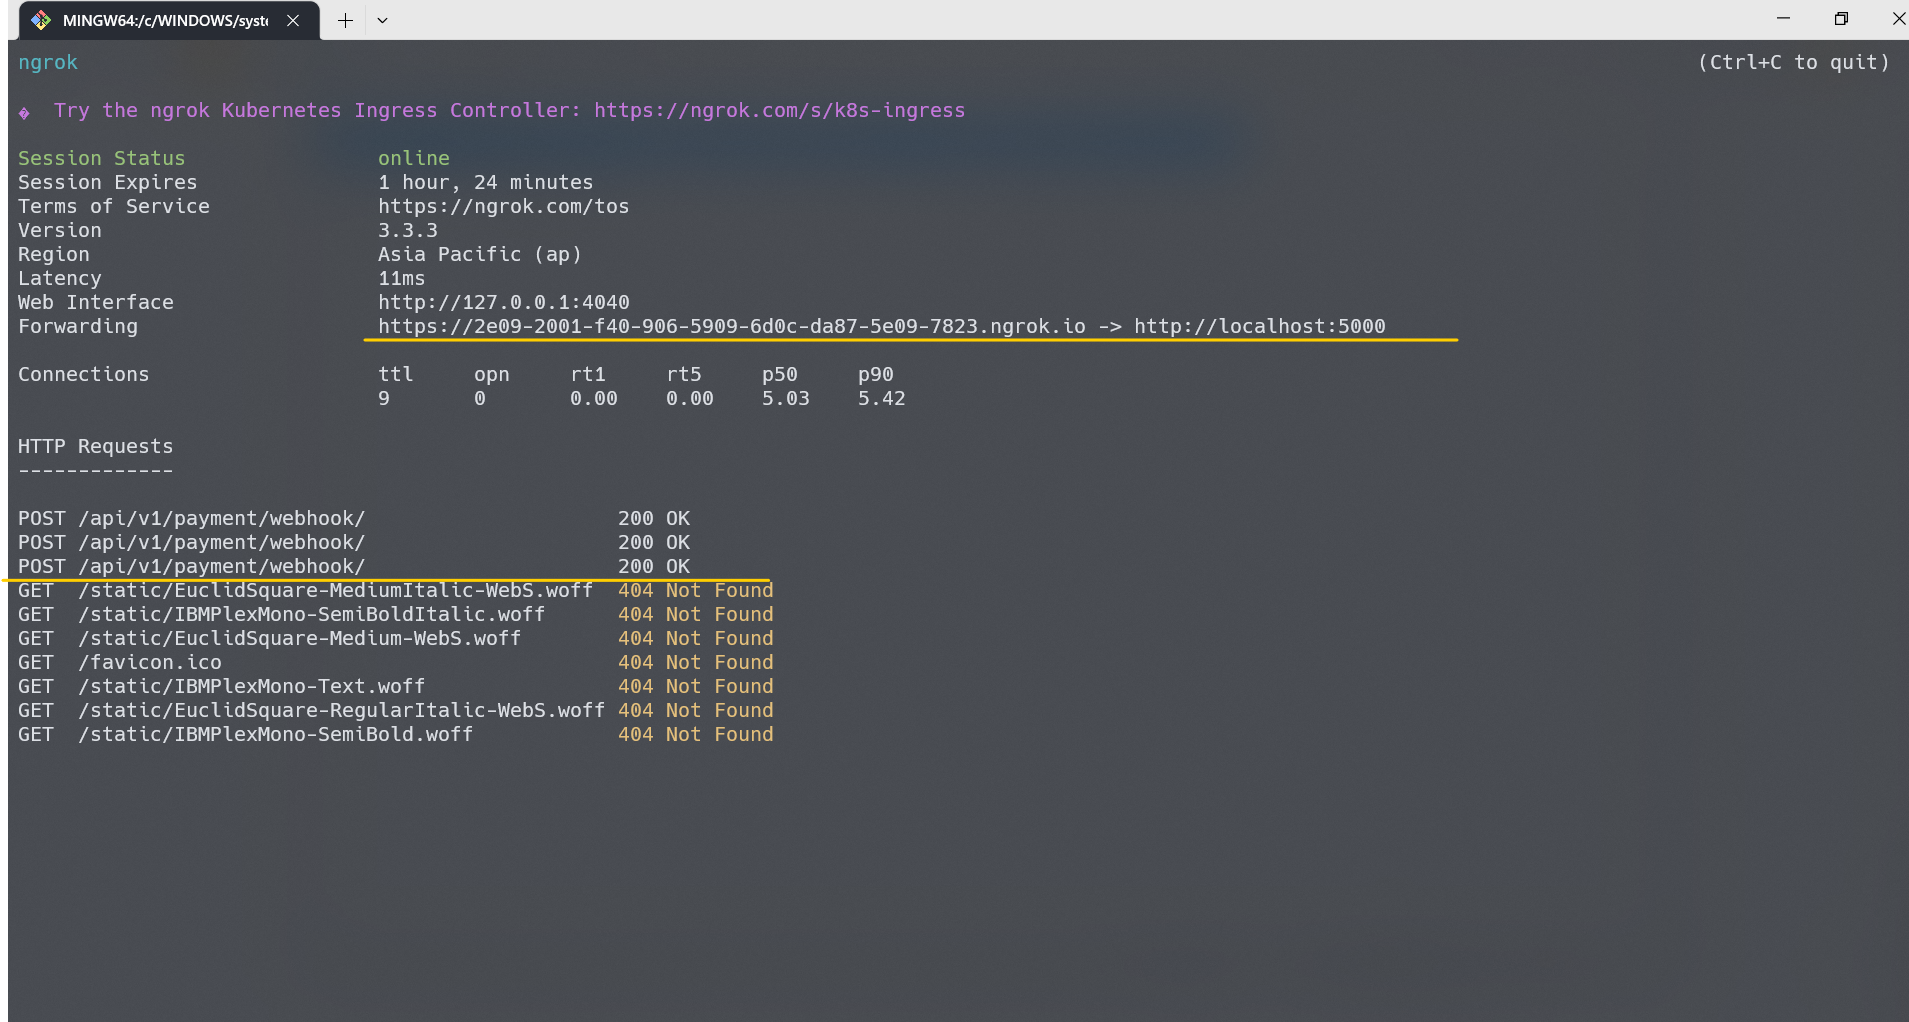 MINGW64:/c/WINDOWS/syst
ngrok (Ctrl+C to quit)
� Try the ngrok Kubernetes Ingress Controller: https://ngrok.com/s/k8s-ingress
Session Status online
Session Expires 1 hour, 24 minutes
Terms of Service https://ngrok.com/tos
Version 3.3.3
Region Asia Pacific (ap)
Latency 11ms
Web Interface http://127.0.0.1:4040
Forwarding https://2e09-2001-f40-906-5909-6d0c-da87-5e09-7823.ngrok.io -> http://localhost:5000
Connections ttl opn rt1 rt5 p50 p90
9 0 0.00 0.00 5.03 5.42
HTTP Requests
-------------
POST /api/v1/payment/webhook/ 200 OK
POST /api/v1/payment/webhook/ 200 OK
POST /api/v1/payment/webhook/ 200 OK
GET /static/EuclidSquare-MediumItalic-WebS.woff 404 Not Found
GET /static/IBMPlexMono-SemiBoldItalic.woff 404 Not Found
GET /static/EuclidSquare-Medium-WebS.woff 404 Not Found
GET /favicon.ico 404 Not Found
GET /static/IBMPlexMono-Text.woff 404 Not Found
GET /static/EuclidSquare-RegularItalic-WebS.woff 404 Not Found
GET /static/IBMPlexMono-SemiBold.woff 404 Not Found